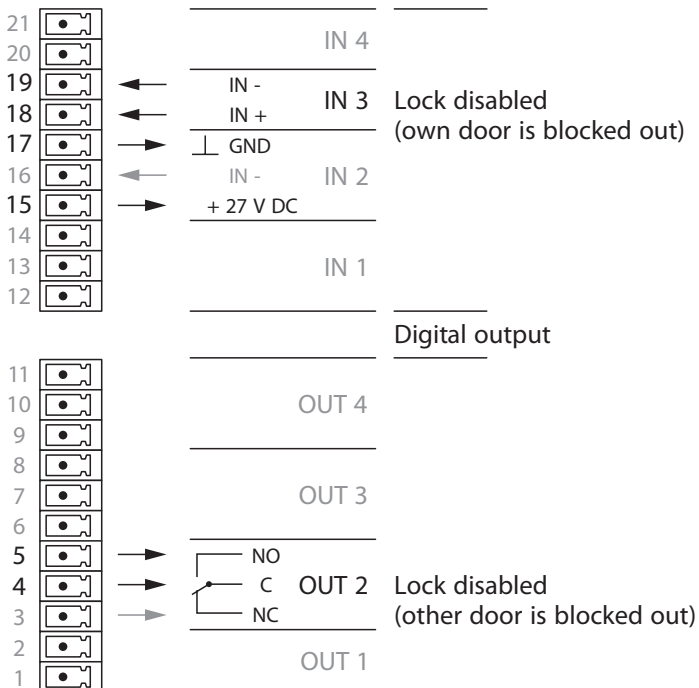 21
20 IN 4
19 IN -
18 IN + IN 3 Lock disabled
(own door is blocked out)
17 GND
16 IN - IN 2
15 + 27 V DC
14
13 IN 1
12
Digital output
11
10 OUT 4
9
8
7 OUT 3
6
5 NO
4 C OUT 2 Lock disabled
3 NC (other door is blocked out)
2
1 OUT 1